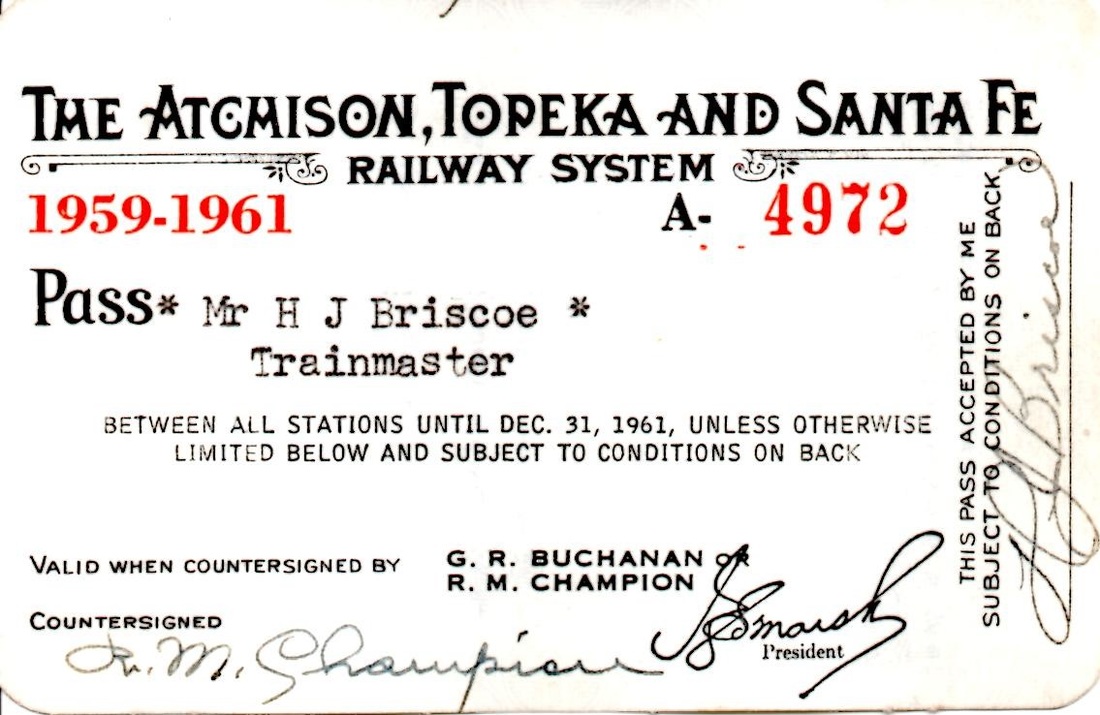 THE ATCHISON, TOPEKA AND SANTA FE
RAILWAY SYSTEM
1959-1961 A- 4972
Pass * Mr H J Briscoe *
Trainmaster
BETWEEN ALL STATIONS UNTIL DEC. 31, 1961, UNLESS OTHERWISE
LIMITED BELOW AND SUBJECT TO CONDITIONS ON BACK
VALID WHEN COUNTERSIGNED BY G. R. BUCHANAN OR
R. M. CHAMPION
COUNTERSIGNED
R. M. Champion
ESMarsh
President
THIS PASS ACCEPTED BY ME
SUBJECT TO CONDITIONS ON BACK
H J Briscoe